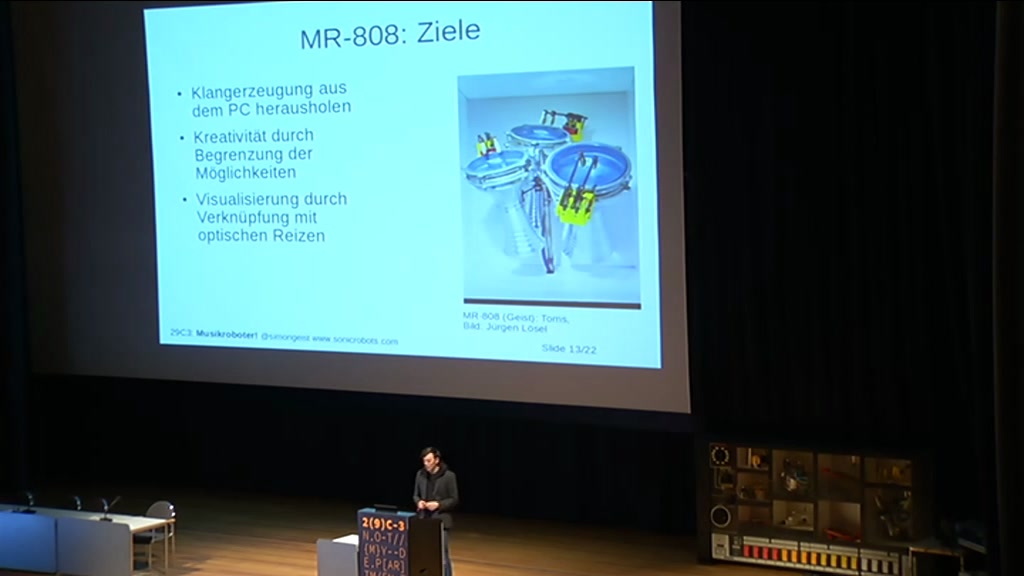 MR-808: Ziele
• Klangerzeugung aus
dem PC herausholen
• Kreativität durch
Begrenzung der
Möglichkeiten
• Visualisierung durch
Verknüpfung mit
optischen Reizen
MR-808 (Geist): Toms,
Bild: Jürgen Lösel
29C3: Musikroboter! @simongeist www.sonicrobots.com
Slide 13/22
2(9)C-3
N.O-T//
(M)Y--D
E.P[AR]